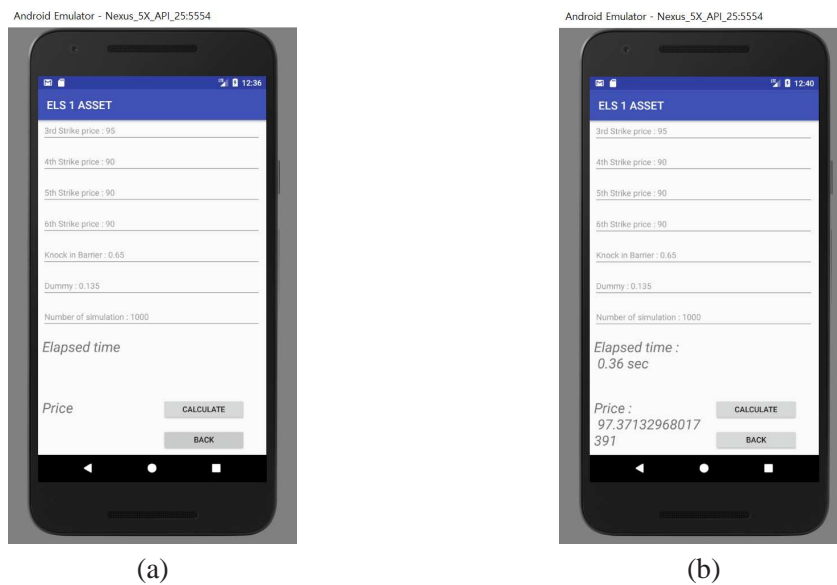 Android Emulator - Nexus_5X_API_25:5554
12:36
ELS 1 ASSET
3rd Strike price : 95
4th Strike price : 90
5th Strike price : 90
6th Strike price : 90
Knock in Barrier : 0.65
Dummy : 0.135
Number of simulation : 1000
Elapsed time
Price
CALCULATE
BACK
(a)
Android Emulator - Nexus_5X_API_25:5554
12:40
ELS 1 ASSET
3rd Strike price : 95
4th Strike price : 90
5th Strike price : 90
6th Strike price : 90
Knock in Barrier : 0.65
Dummy : 0.135
Number of simulation : 1000
Elapsed time :
0.36 sec
Price :
97.37132968017
391
CALCULATE
BACK
(b)